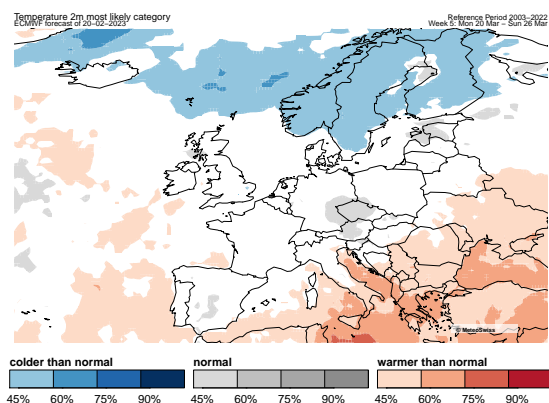 Temperature 2m most likely category
ECMWF forecast of 20-02-2023
Reference Period 2003-2022
Week 5: Mon 20 Mar - Sun 26 Mar
© MeteoSwiss
colder than normal
normal
warmer than normal
45% 60% 75% 90%
45% 60% 75% 90%
45% 60% 75% 90%